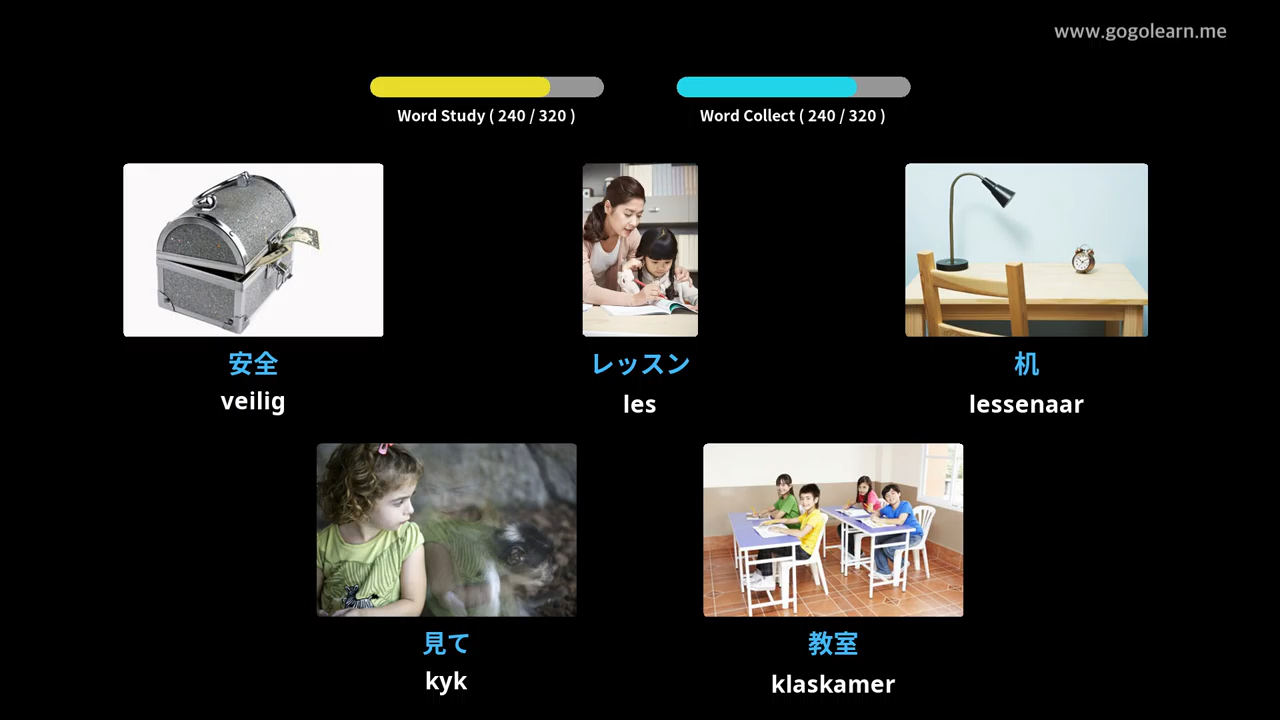 www.gogolearn.me
Word Study ( 240 / 320 )
Word Collect ( 240 / 320 )
安全
veilig
レッスン
les
机
lessenaar
見て
kyk
教室
klaskamer